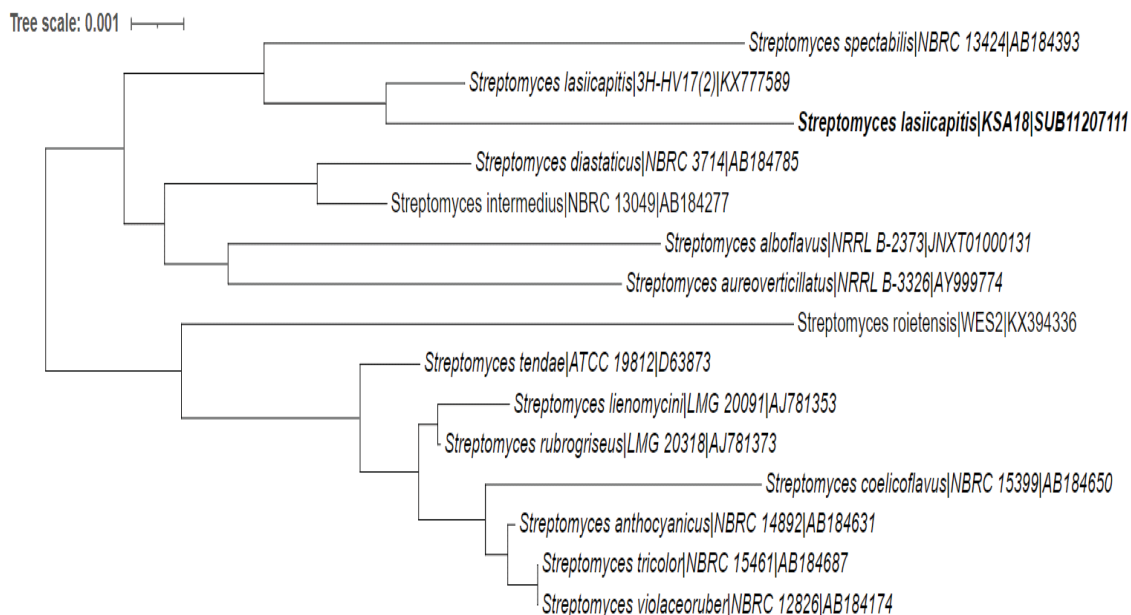 Tree scale: 0.001
Streptomyces spectabilis|NBRC 13424|AB184393
Streptomyces lasiicapitis|3H-HV17(2)|KX777589
Streptomyces lasiicapitis|KSA18|SUB11207111
Streptomyces diastaticus|NBRC 3714|AB184785
Streptomyces intermedius|NBRC 13049|AB184277
Streptomyces alboflavus|NRRL B-2373|JNXT01000131
Streptomyces aureoverticillatus|NRRL B-3326|AY999774
Streptomyces roietensis|WES2|KX394336
Streptomyces tendae|ATCC 19812|D63873
Streptomyces lienomycini|LMG 20091|AJ781353
Streptomyces rubrogriseus|LMG 20318|AJ781373
Streptomyces coelicoflavus|NBRC 15399|AB184650
Streptomyces anthocyanicus|NBRC 14892|AB184631
Streptomyces tricolor|NBRC 15461|AB184687
Streptomyces violaceoruber|NBRC 12826|AB184174